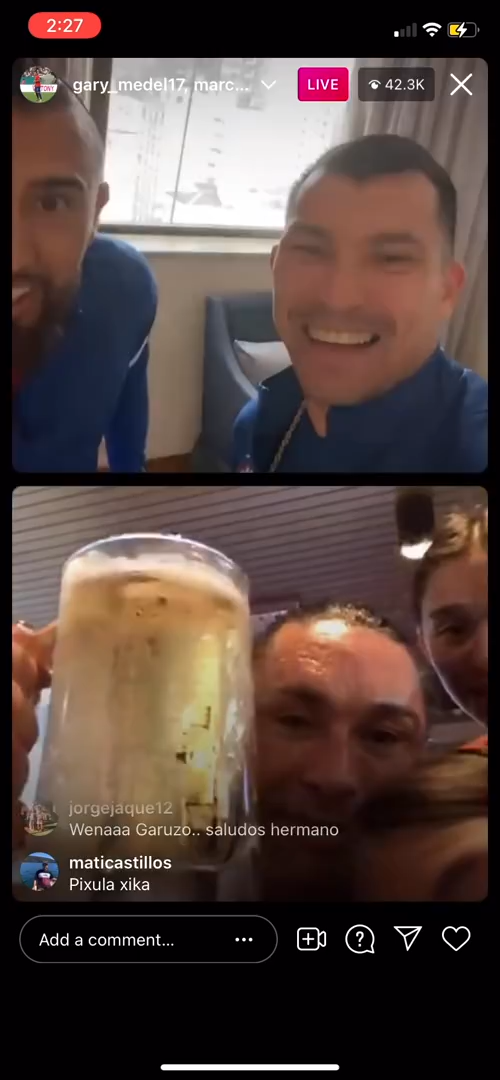 2:27
gary_medel17, marc...
LIVE
42.3K
jorgejaque12
Wenaaa Garuzo.. saludos hermano
maticastillos
Pixula xika
Add a comment...